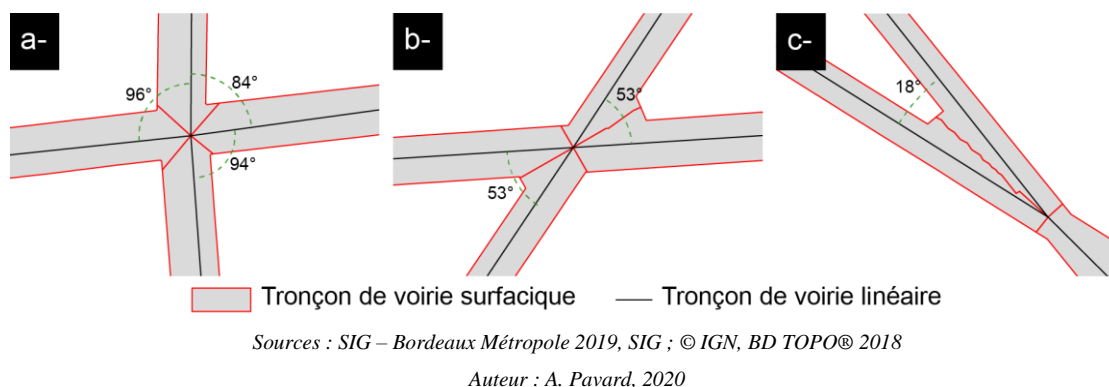 a-
b-
c-
96°
84°
94°
53°
53°
18°
Tronçon de voirie surfacique
Tronçon de voirie linéaire
Sources : SIG – Bordeaux Métropole 2019, SIG ; © IGN, BD TOPO® 2018
Auteur : A. Pavard, 2020